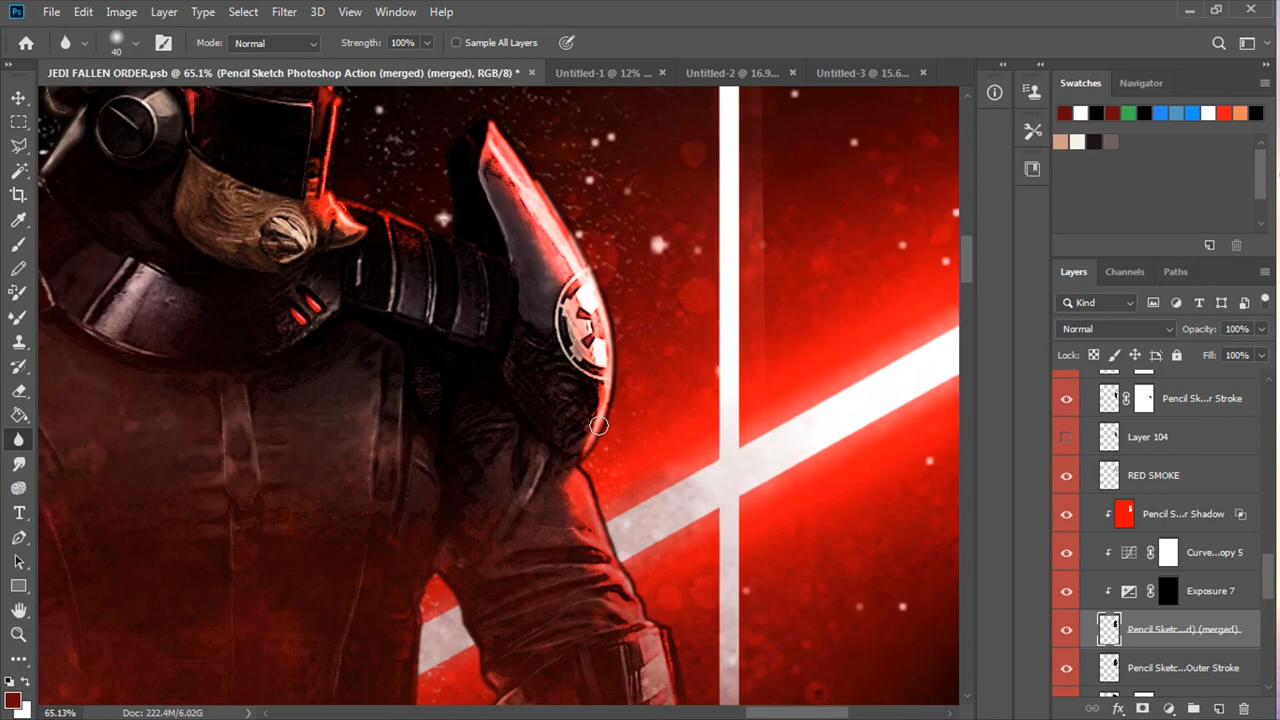 Ps File Edit Image Layer Type Select Filter 3D View Window Help
40 Mode: Normal Strength: 100% Sample All Layers
JEDI FALLEN ORDER.psb @ 65.1% (Pencil Sketch Photoshop Action (merged) (merged), RGB/8) * Untitled-1 @ 12% ... Untitled-2 @ 16.9... Untitled-3 @ 15.6...
Swatches Navigator
Layers Channels Paths
Kind
Normal Opacity: 100%
Lock: Fill: 100%
Pencil Sk...r Stroke
Layer 104
RED SMOKE
Pencil S...r Shadow
Curve...opy 5
Exposure 7
Pencil Sketc...d) (merged)
Pencil Sketc...Outer Stroke
65.13% Doc: 222.4M/6.02G